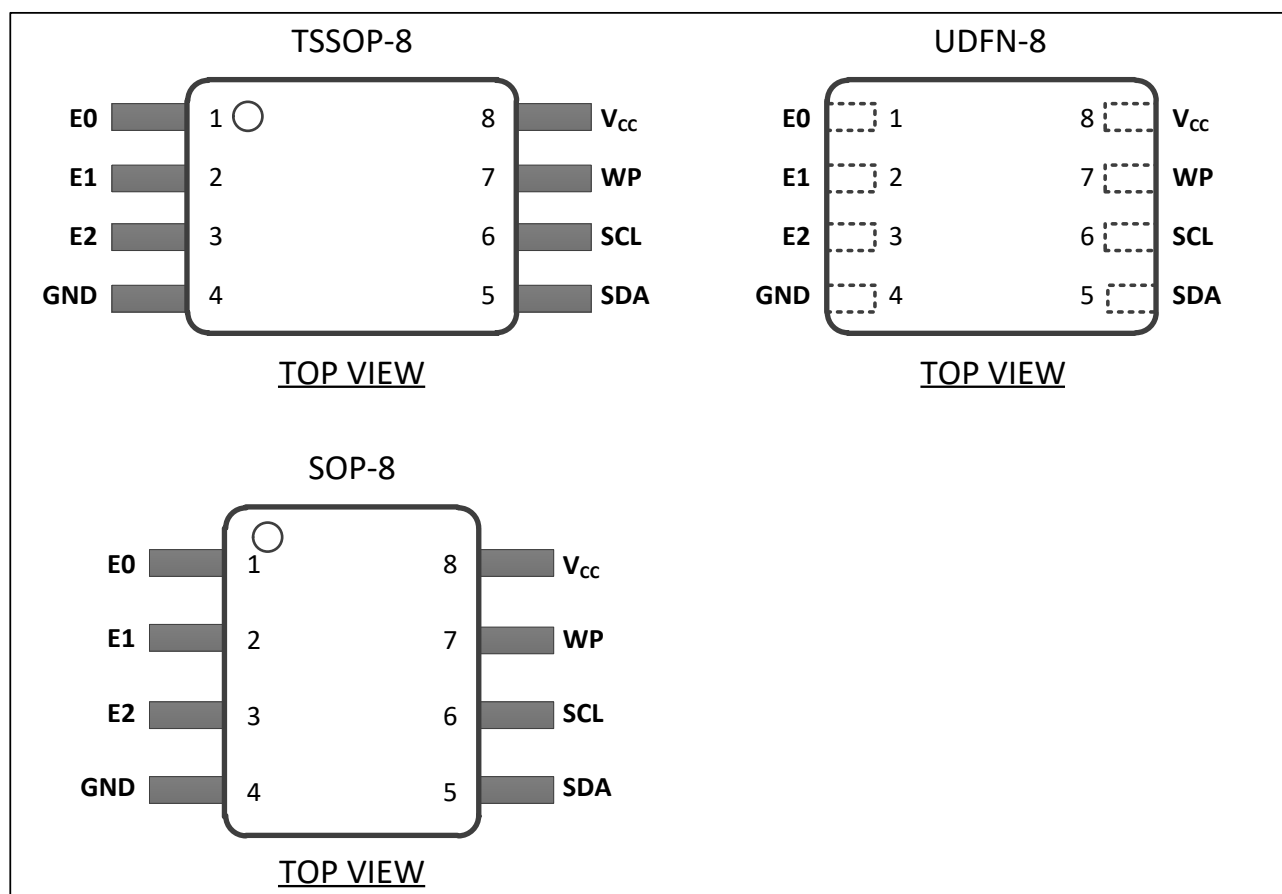 TSSOP-8
E0 1 8 VCC
E1 2 7 WP
E2 3 6 SCL
GND 4 5 SDA
TOP VIEW
UDFN-8
E0 1 8 VCC
E1 2 7 WP
E2 3 6 SCL
GND 4 5 SDA
TOP VIEW
SOP-8
E0 1 8 VCC
E1 2 7 WP
E2 3 6 SCL
GND 4 5 SDA
TOP VIEW